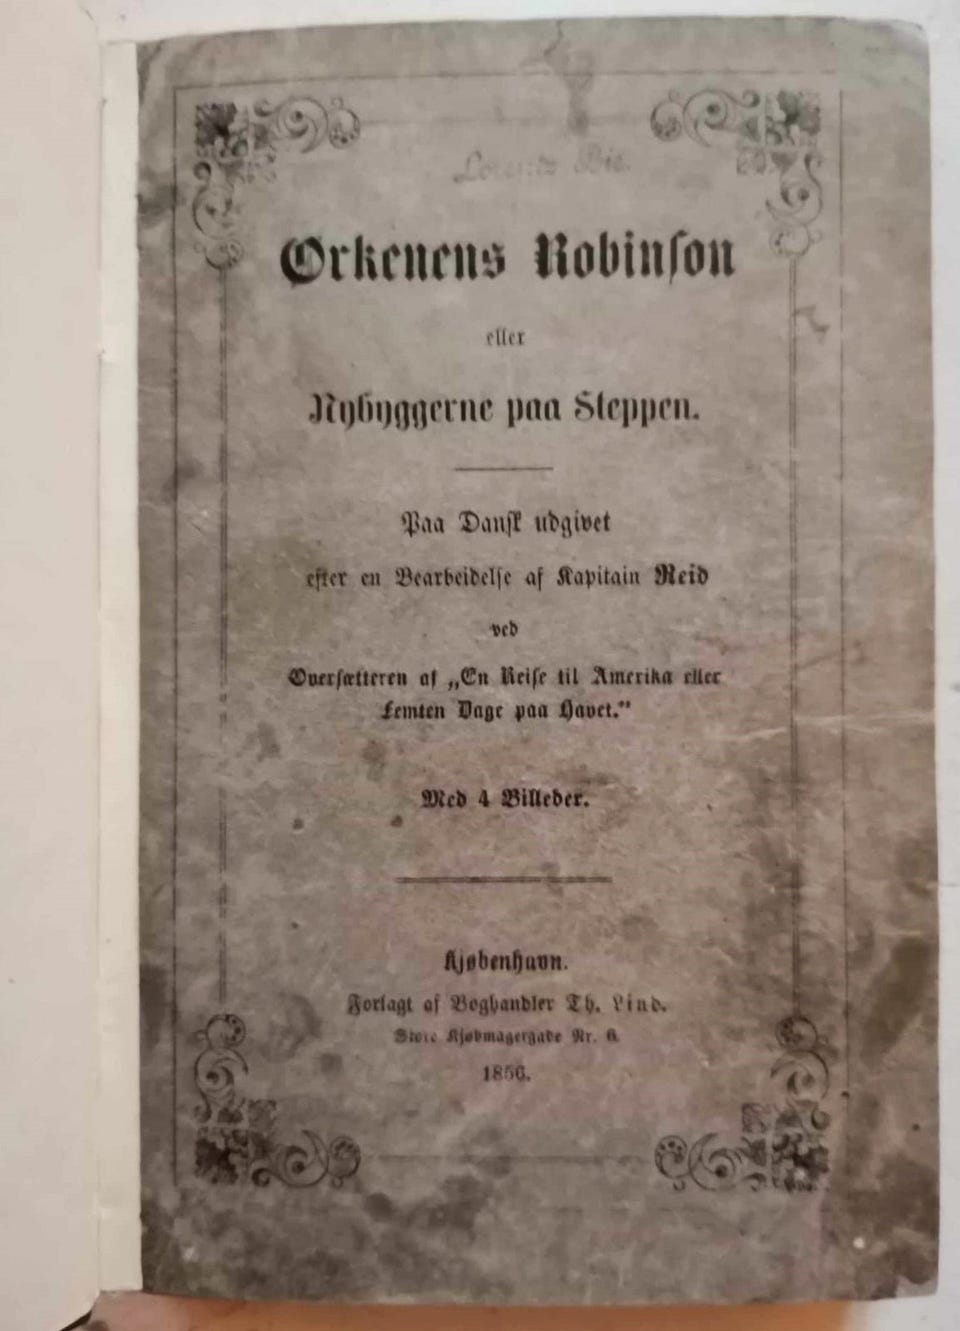 Lorentz Bie.
Ørkenens Robinson
eller
Nybyggerne paa Steppen.
Paa Dansk udgivet
efter en Bearbeidelse af Kapitain Reid
ved
Oversætteren af „En Reise til Amerika eller
femten Dage paa Havet.”
Med 4 Billeder.
Kjøbenhavn.
Forlagt af Boghandler Th. Lind.
Store Kjøbmagergade Nr. 6.
1856.